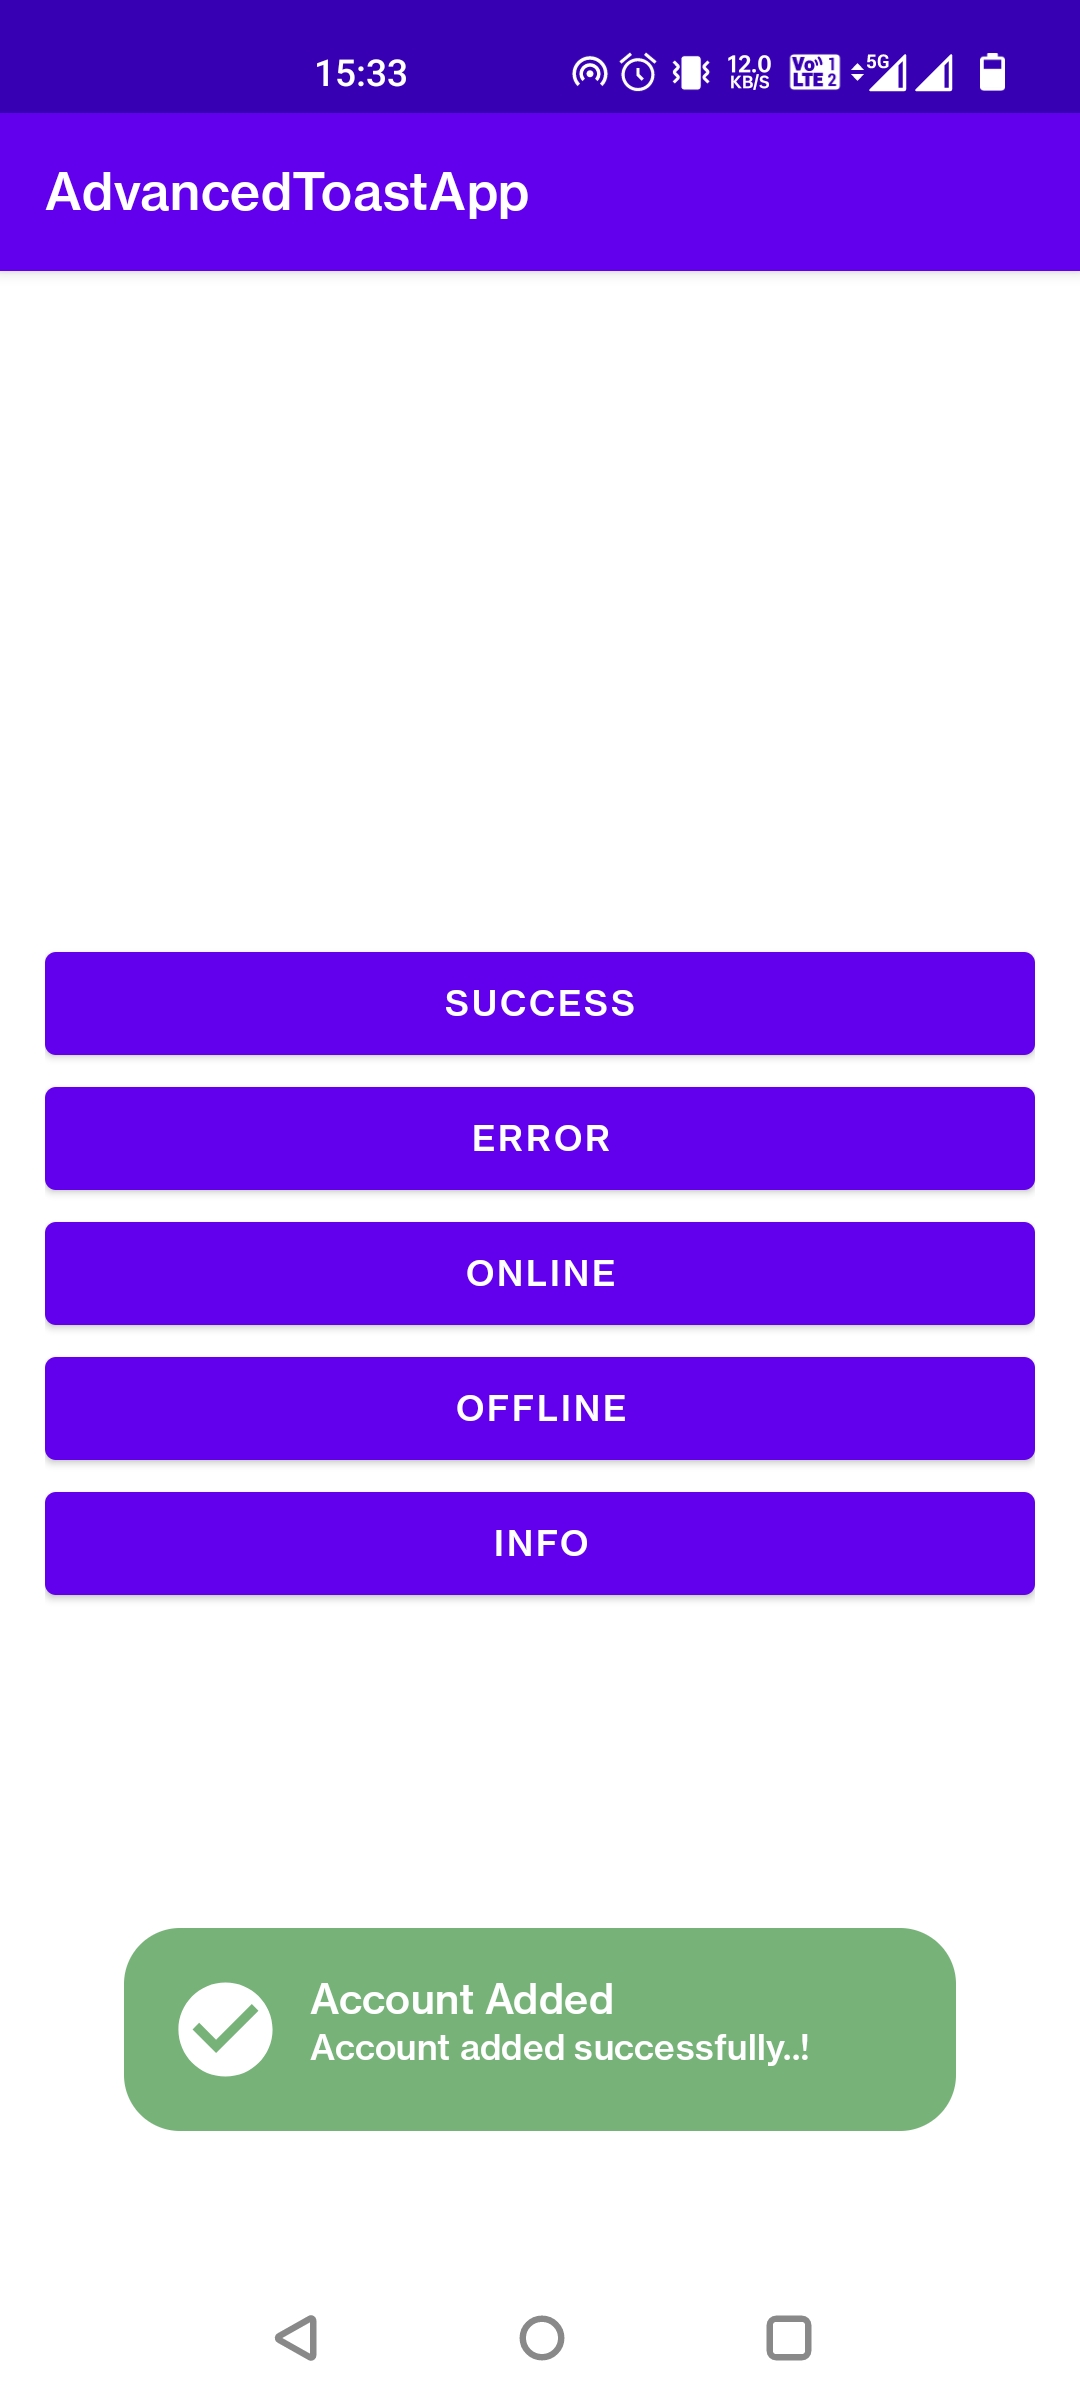 15:33
12.0
KB/S
Vo 1
LTE 2
5G
AdvancedToastApp
SUCCESS
ERROR
ONLINE
OFFLINE
INFO
Account Added
Account added successfully..!